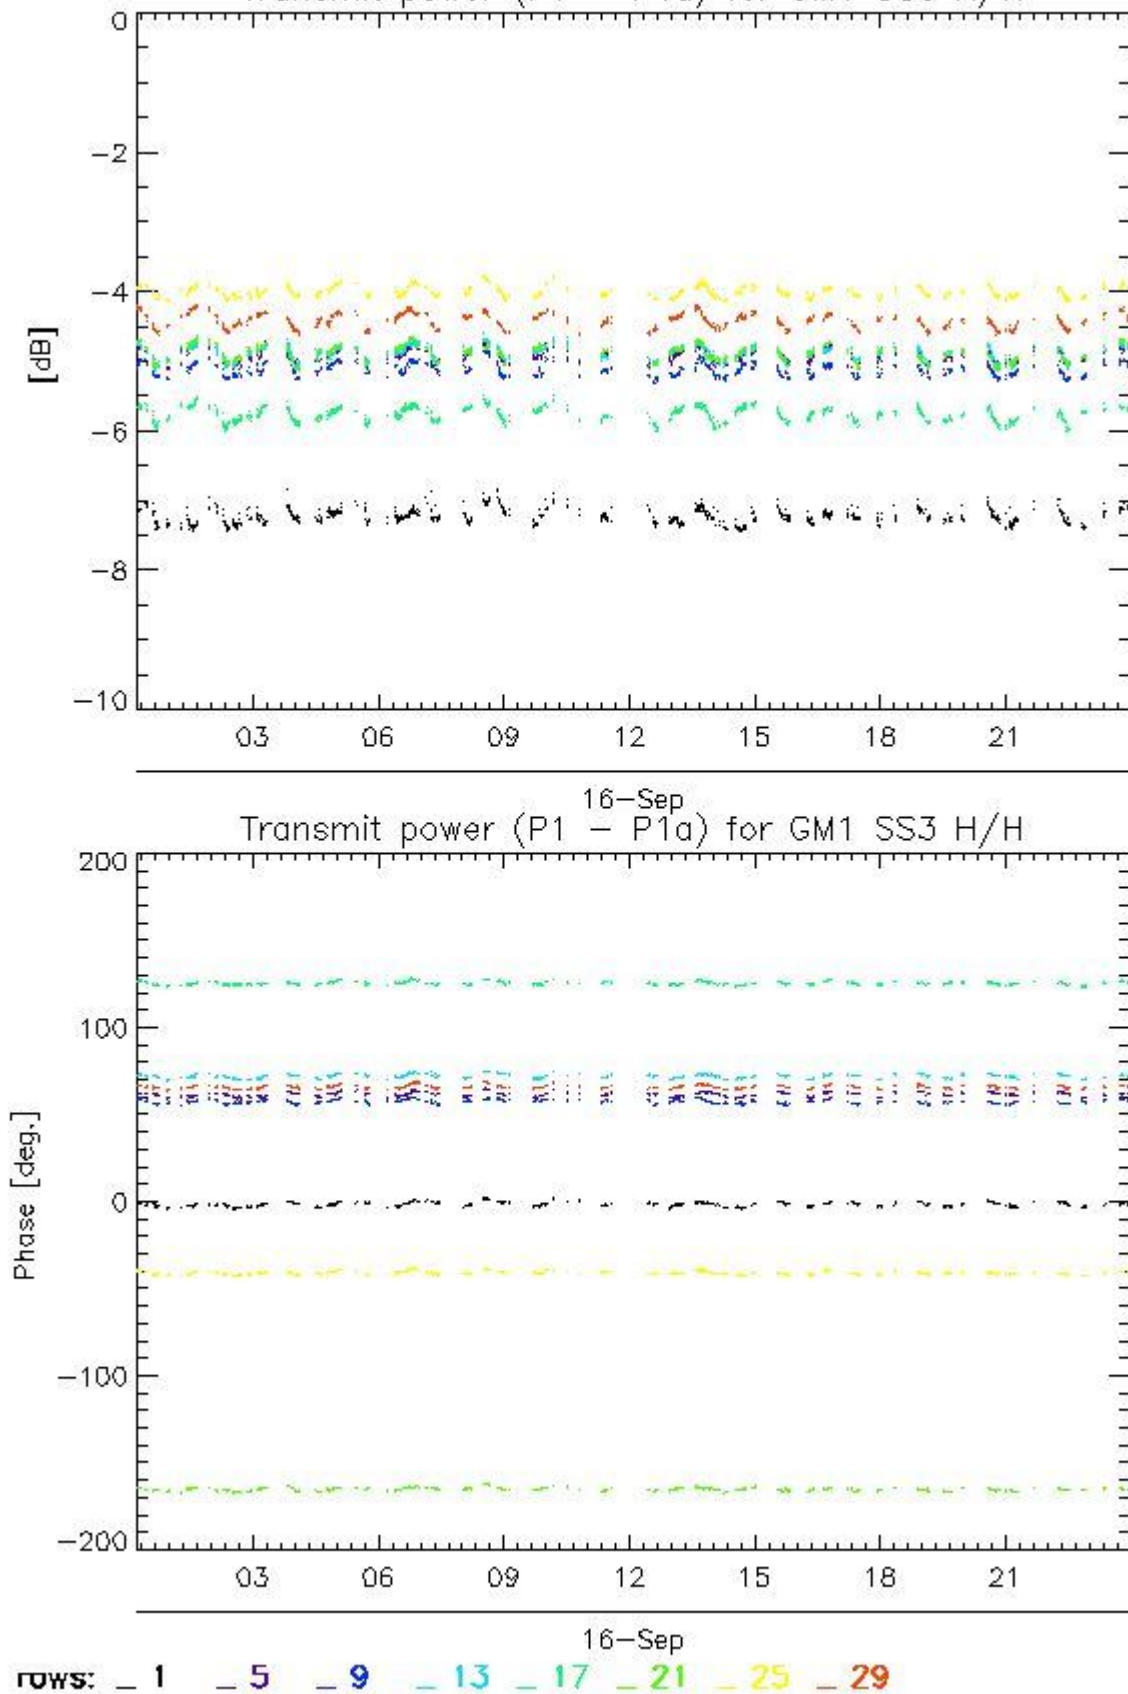 0
-2
-4
[dB]
-6
-8
-10
03 06 09 12 15 18 21
16-Sep
Transmit power (P1 - P1a) for GM1 SS3 H/H
200
100
0
Phase [deg.]
-100
-200
03 06 09 12 15 18 21
16-Sep
rows: _ 1 _ 5 _ 9 _ 13 _ 17 _ 21 _ 25 _ 29